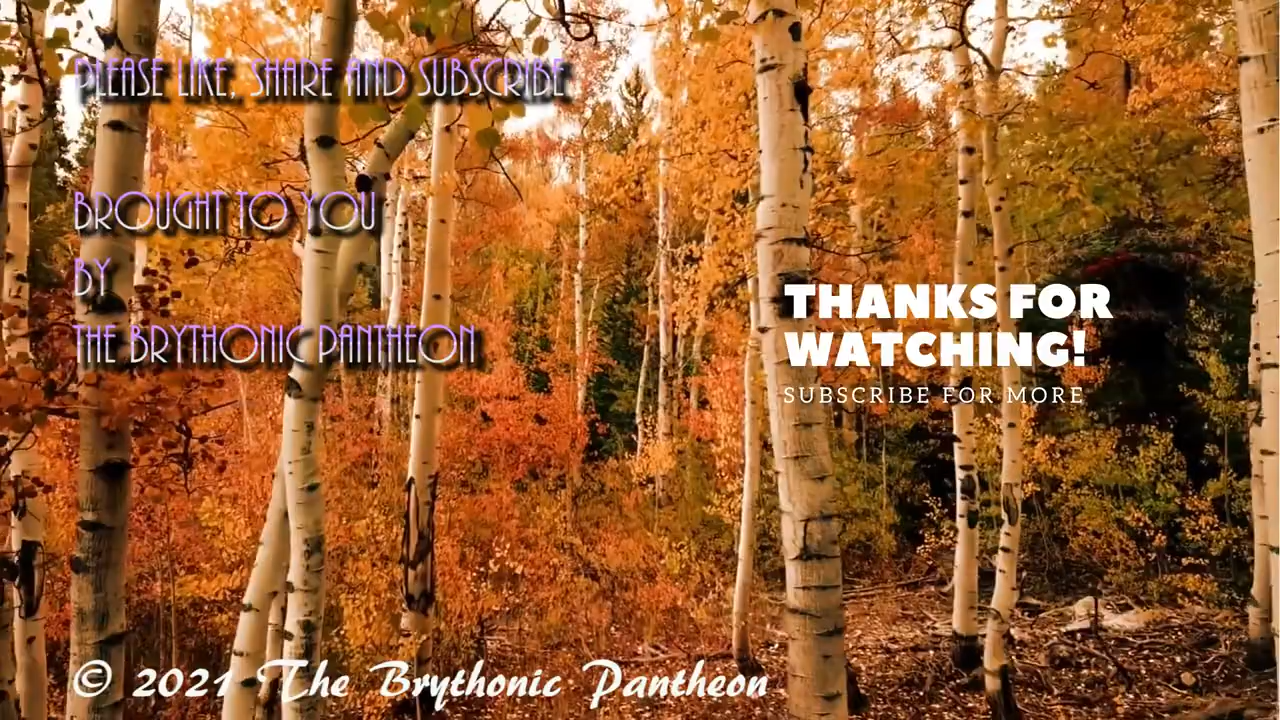 PLEASE LIKE, SHARE AND SUBSCRIBE
BROUGHT TO YOU
BY
THE BRYTHONIC PANTHEON
THANKS FOR
WATCHING!
SUBSCRIBE FOR MORE
© 2021 The Brythonic Pantheon